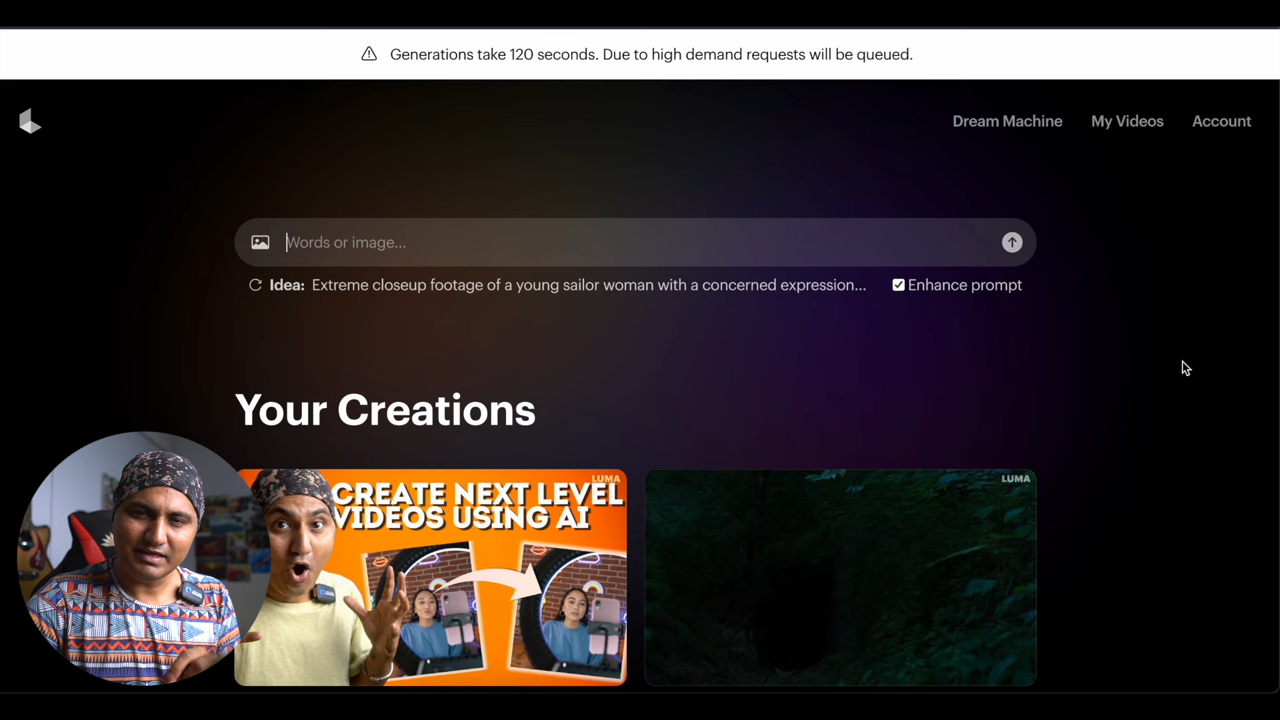 Generations take 120 seconds. Due to high demand requests will be queued.
Dream Machine
My Videos
Account
Words or image...
Idea: Extreme closeup footage of a young sailor woman with a concerned expression...
Enhance prompt
Your Creations
LUMA
CREATE NEXT LEVEL
VIDEOS USING AI
LUMA